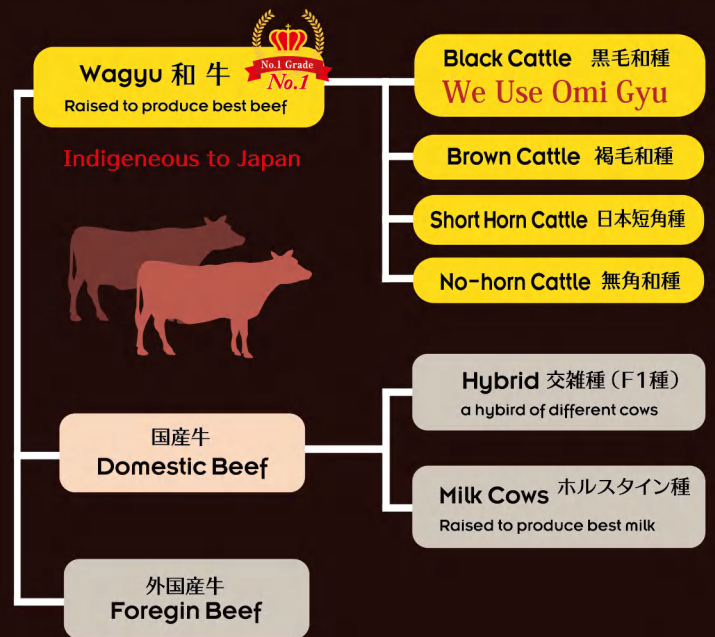 Wagyu 和牛
No.1 Grade
No.1
Raised to produce best beef
Indigeneous to Japan
Black Cattle 黒毛和種
We Use Omi Gyu
Brown Cattle 褐毛和種
Short Horn Cattle 日本短角種
No-horn Cattle 無角和種
国産牛
Domestic Beef
Hybrid 交雑種（F1種）
a hybird of different cows
Milk Cows ホルスタイン種
Raised to produce best milk
外国産牛
Foregin Beef